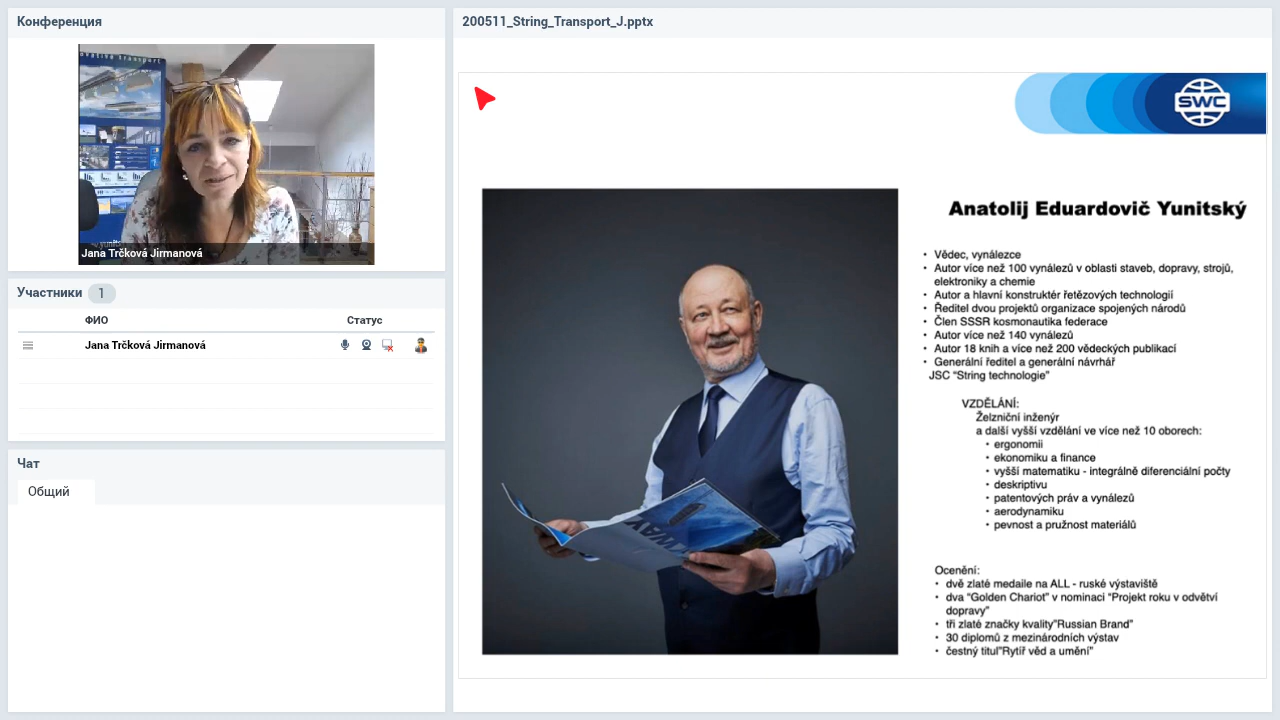 Конференция
Jana Trčková Jirmanová
Участники 1
ФИО Статус
Jana Trčková Jirmanová
Чат
Общий
200511_String_Transport_J.pptx
SWC
Anatolij Eduardovič Yunitský
• Vědec, vynálezce
• Autor více než 100 vynálezů v oblasti staveb, dopravy, strojů,
elektroniky a chemie
• Autor a hlavní konstruktér řetězových technologií
• Ředitel dvou projektů organizace spojených národů
• Člen SSSR kosmonautika federace
• Autor více než 140 vynálezů
• Autor 18 knih a více než 200 vědeckých publikací
• Generální ředitel a generální návrhář
JSC “String technologie”
VZDĚLÁNÍ:
Želzniční inženýr
a další vyšší vzdělání ve více než 10 oborech:
• ergonomii
• ekonomiku a finance
• vyšší matematiku - integrálně diferenciální počty
• deskriptivu
• patentových práv a vynálezů
• aerodynamiku
• pevnost a pružnost materiálů
Ocenění:
• dvě zlaté medaile na ALL - ruské výstaviště
• dva “Golden Chariot” v nominaci “Projekt roku v odvětví
dopravy”
• tři zlaté značky kvality”Russian Brand”
• 30 diplomů z mezinárodních výstav
• čestný titul”Rytíř věd a umění”